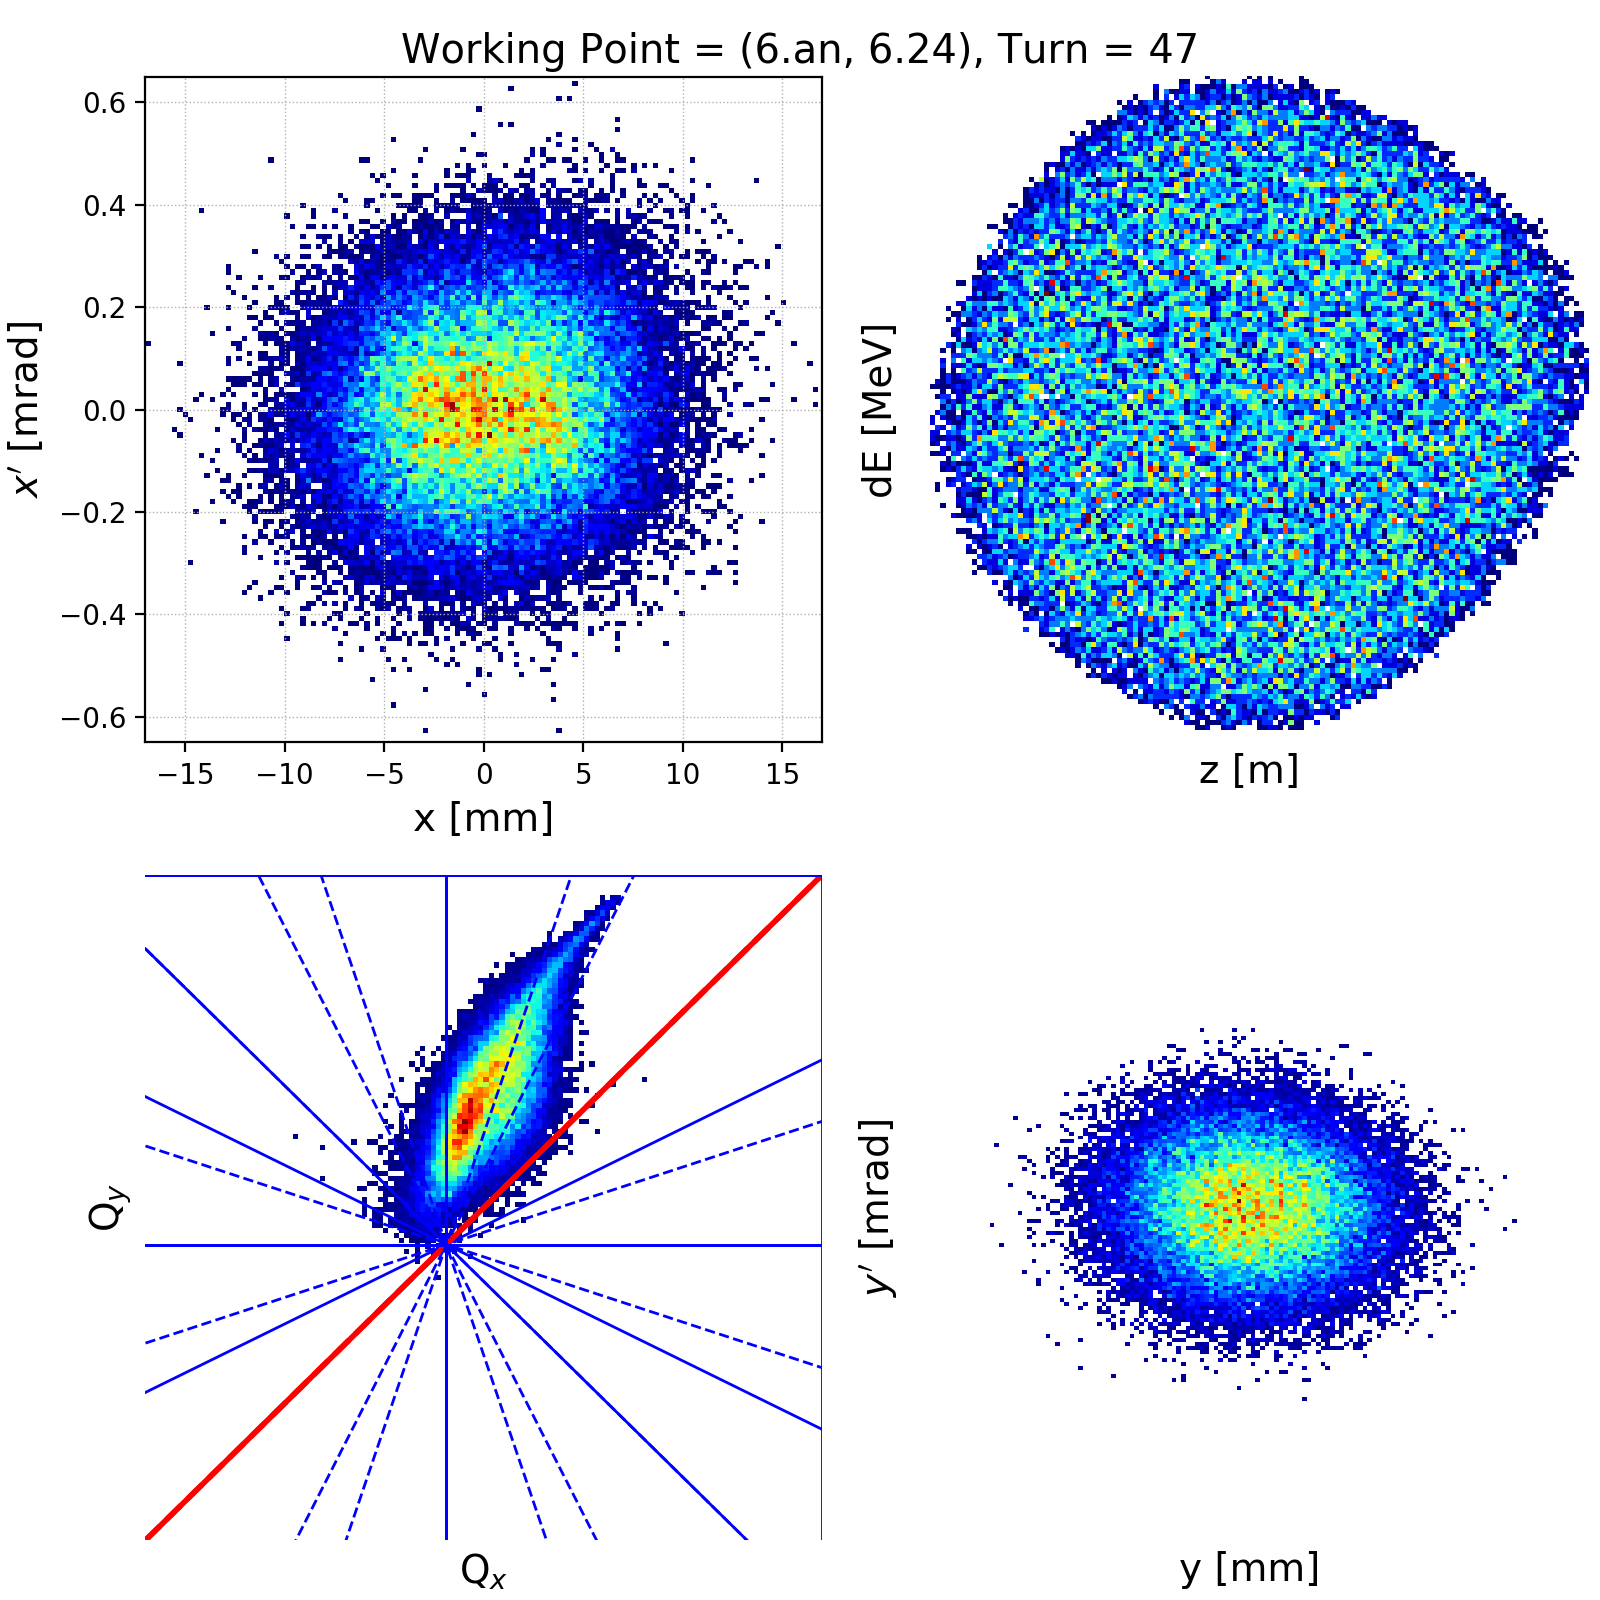 Working Point = (6.an, 6.24), Turn = 47
0.6
0.4
0.2
0.0
−0.2
−0.4
−0.6
x′ [mrad]
−15 −10 −5 0 5 10 15
x [mm]
dE [MeV]
z [m]
Qy
Qx
y′ [mrad]
y [mm]